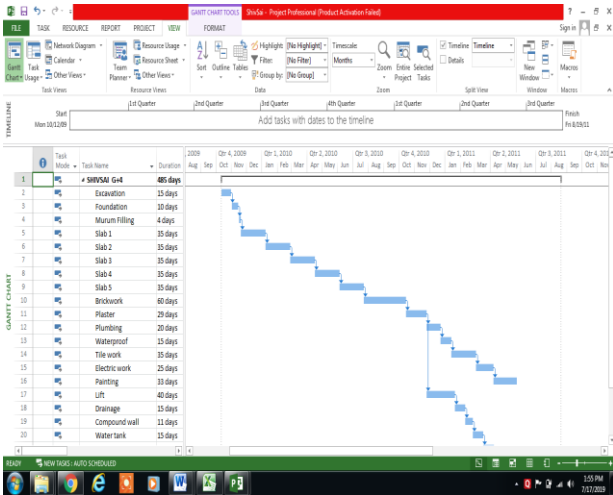 GANTT CHART TOOLS
ShivSai - Project Professional (Product Activation Failed)
FILE TASK RESOURCE REPORT PROJECT VIEW FORMAT Sign in
Gantt Chart
Task Usage
Network Diagram
Calendar
Other Views
Task Views
Team Planner
Resource Usage
Resource Sheet
Other Views
Resource Views
Sort
Outline
Tables
Highlight: [No Highlight]
Filter: [No Filter]
Group by: [No Group]
Data
Timescale:
Months
Zoom
Entire Project
Selected Tasks
Zoom
Timeline Timeline
Details
Split View
New Window
Window
Macros
Macros
TIMELINE
1st Quarter 2nd Quarter 3rd Quarter 4th Quarter 1st Quarter 2nd Quarter 3rd Quarter
Start
Mon 10/12/09
Add tasks with dates to the timeline
Finish
Fri 8/19/11
GANTT CHART
Task Mode Task Name Duration
2009 Qtr 4, 2009 Qtr 1, 2010 Qtr 2, 2010 Qtr 3, 2010 Qtr 4, 2010 Qtr 1, 2011 Qtr 2, 2011 Qtr 3, 2011 Qtr 4, 201
Aug Sep Oct Nov Dec Jan Feb Mar Apr May Jun Jul Aug Sep Oct Nov Dec Jan Feb Mar Apr May Jun Jul Aug Sep Oct Nov
1 SHIVSAI G+4 485 days
2 Excavation 15 days
3 Foundation 10 days
4 Murum Filling 4 days
5 Slab 1 35 days
6 Slab 2 35 days
7 Slab 3 35 days
8 Slab 4 35 days
9 Slab 5 35 days
10 Brickwork 60 days
11 Plaster 29 days
12 Plumbing 20 days
13 Waterproof 15 days
14 Tile work 35 days
15 Electric work 25 days
16 Painting 33 days
17 Lift 40 days
18 Drainage 15 days
19 Compound wall 11 days
20 Water tank 15 days
READY NEW TASKS : AUTO SCHEDULED
1:55 PM
7/17/2019